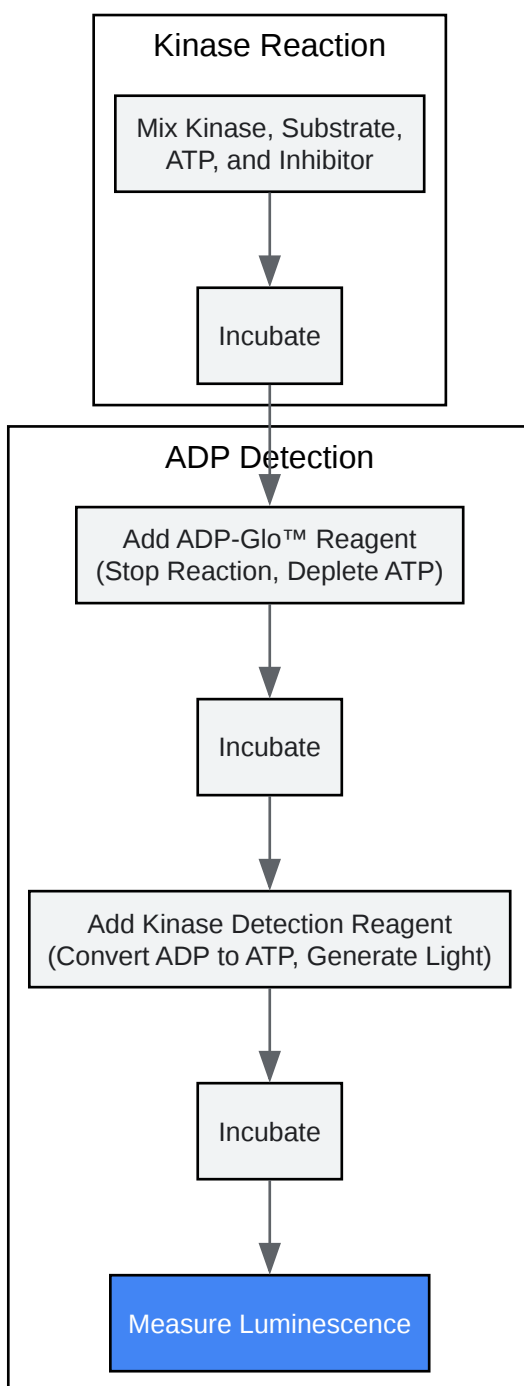 Kinase Reaction
Mix Kinase, Substrate,
ATP, and Inhibitor
Incubate
ADP Detection
Add ADP-Glo™ Reagent
(Stop Reaction, Deplete ATP)
Incubate
Add Kinase Detection Reagent
(Convert ADP to ATP, Generate Light)
Incubate
Measure Luminescence